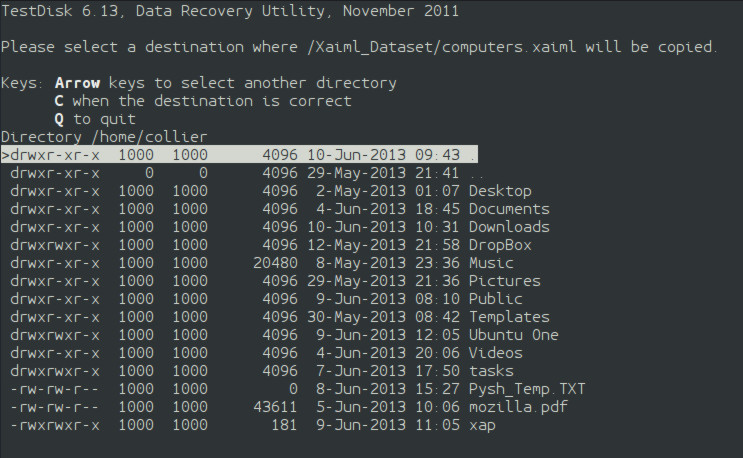 TestDisk 6.13, Data Recovery Utility, November 2011
Please select a destination where /Xaiml_Dataset/computers.xaiml will be copied.
Keys: Arrow keys to select another directory
      C when the destination is correct
      Q to quit
Directory /home/collier
>drwxr-xr-x  1000  1000      4096 10-Jun-2013 09:43 .
 drwxr-xr-x     0     0      4096 29-May-2013 21:41 ..
 drwxr-xr-x  1000  1000      4096  2-May-2013 01:07 Desktop
 drwxr-xr-x  1000  1000      4096  4-Jun-2013 18:45 Documents
 drwxr-xr-x  1000  1000      4096 10-Jun-2013 10:31 Downloads
 drwxrwxr-x  1000  1000      4096 12-May-2013 21:58 DropBox
 drwxr-xr-x  1000  1000     20480  8-May-2013 23:36 Music
 drwxr-xr-x  1000  1000      4096 29-May-2013 21:36 Pictures
 drwxr-xr-x  1000  1000      4096  9-Jun-2013 08:10 Public
 drwxr-xr-x  1000  1000      4096 30-May-2013 08:42 Templates
 drwxrwxr-x  1000  1000      4096  9-Jun-2013 12:05 Ubuntu One
 drwxr-xr-x  1000  1000      4096  4-Jun-2013 20:06 Videos
 drwxrwxr-x  1000  1000      4096  7-Jun-2013 17:50 tasks
 -rw-rw-r--  1000  1000         0  8-Jun-2013 15:27 Pysh_Temp.TXT
 -rw-rw-r--  1000  1000     43611  5-Jun-2013 10:06 mozilla.pdf
 -rwxrwxr-x  1000  1000       181  9-Jun-2013 11:05 xap